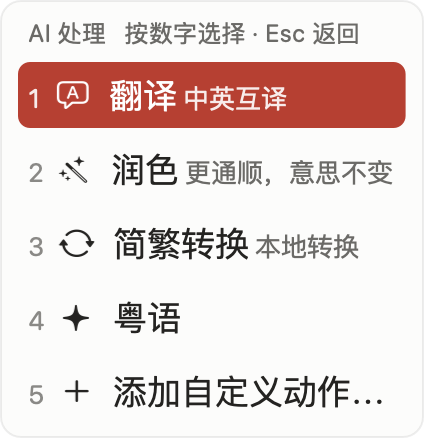 AI 处理 按数字选择 · Esc 返回
1 翻译 中英互译
2 润色 更通顺，意思不变
3 简繁转换 本地转换
4 粤语
5 添加自定义动作...